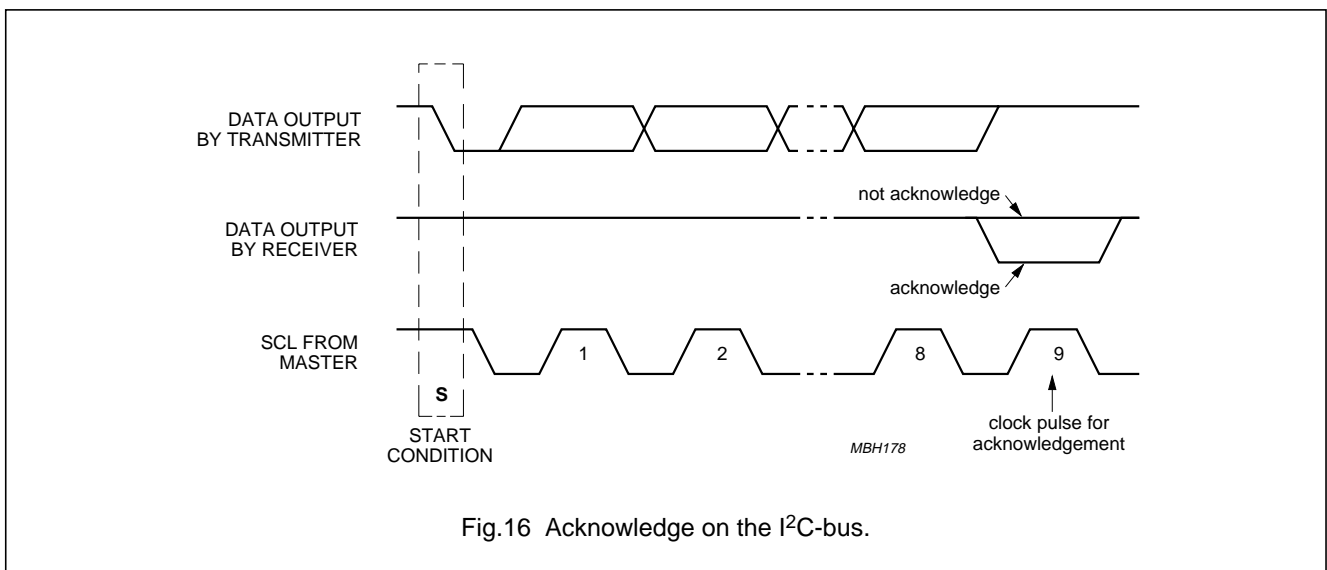 DATA OUTPUT
BY TRANSMITTER
not acknowledge
DATA OUTPUT
BY RECEIVER
acknowledge
SCL FROM
MASTER
1
2
8
9
S
START
CONDITION
MBH178
clock pulse for
acknowledgement
Fig.16 Acknowledge on the I²C-bus.